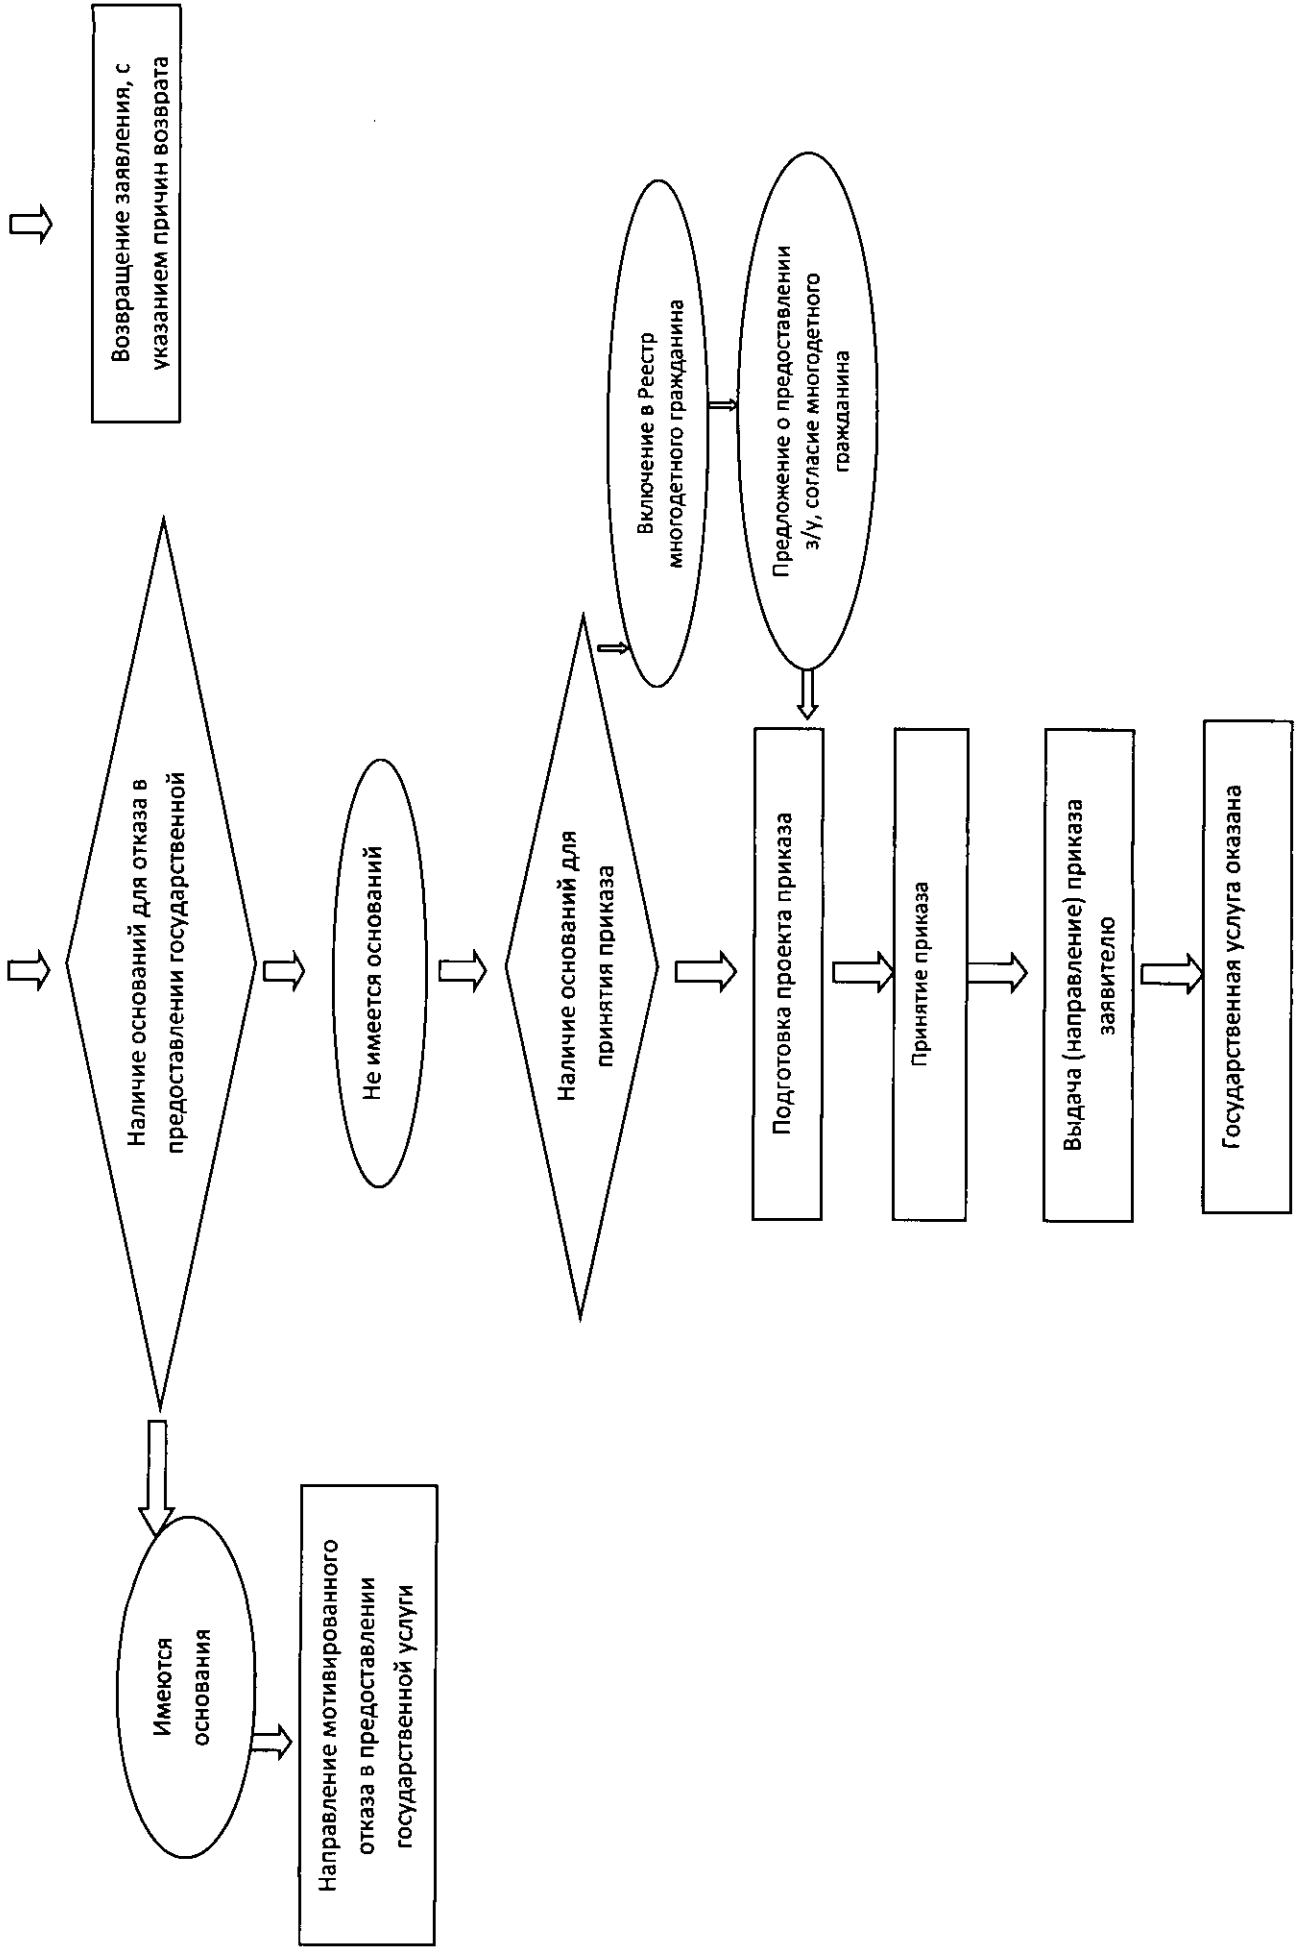 Возвращение заявления, с
указанием причин возврата
Наличие оснований для отказа в
предоставлении государственной
Имеются
основания
Направление мотивированного
отказа в предоставлении
государственной услуги
Не имеется оснований
Наличие оснований для
принятия приказа
Включение в Реестр
многодетного гражданина
Предложение о предоставлении
з/у, согласие многодетного
гражданина
Подготовка проекта приказа
Принятие приказа
Выдача (направление) приказа
заявителю
Государственная услуга оказана